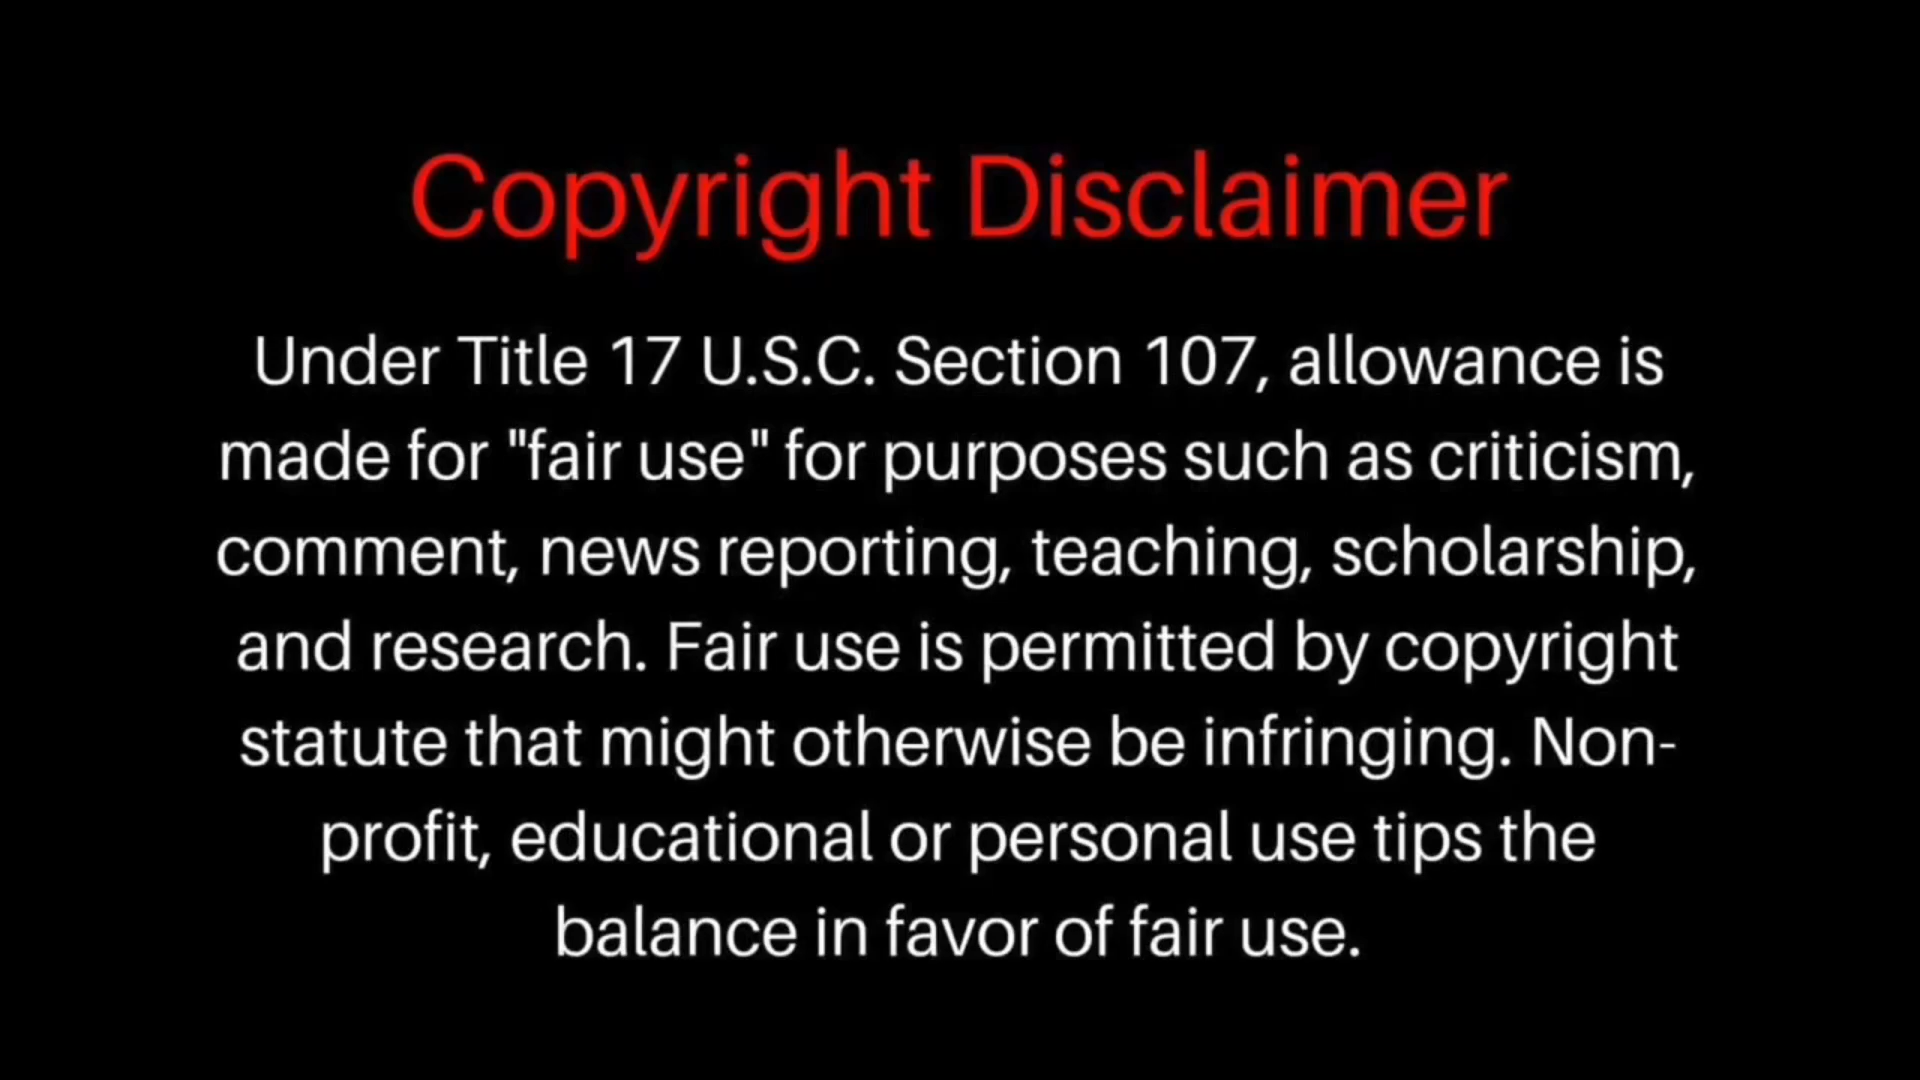 Copyright Disclaimer
Under Title 17 U.S.C. Section 107, allowance is
made for "fair use" for purposes such as criticism,
comment, news reporting, teaching, scholarship,
and research. Fair use is permitted by copyright
statute that might otherwise be infringing. Non-
profit, educational or personal use tips the
balance in favor of fair use.